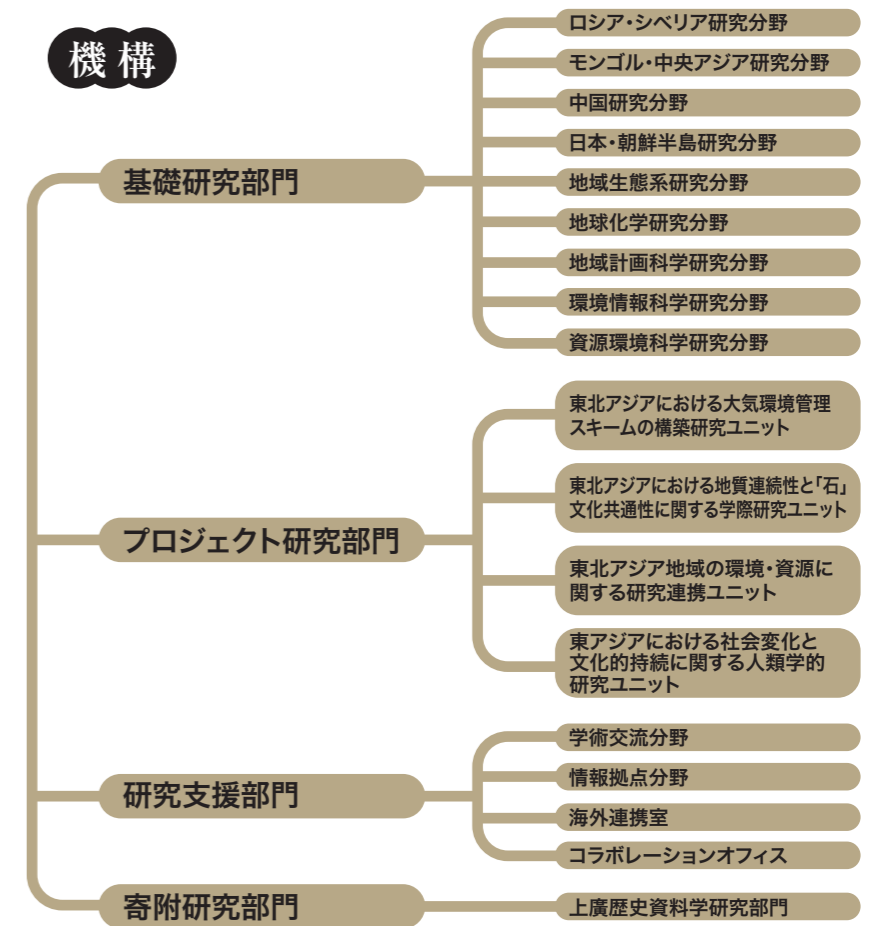 機構
基礎研究部門
ロシア・シベリア研究分野
モンゴル・中央アジア研究分野
中国研究分野
日本・朝鮮半島研究分野
地域生態系研究分野
地球化学研究分野
地域計画科学研究分野
環境情報科学研究分野
資源環境科学研究分野
プロジェクト研究部門
東北アジアにおける大気環境管理
スキームの構築研究ユニット
東北アジアにおける地質連続性と「石」
文化共通性に関する学際研究ユニット
東北アジア地域の環境・資源に
関する研究連携ユニット
東アジアにおける社会変化と
文化的持続に関する人類学的
研究ユニット
研究支援部門
学術交流分野
情報拠点分野
海外連携室
コラボレーションオフィス
寄附研究部門
上廣歴史資料学研究部門